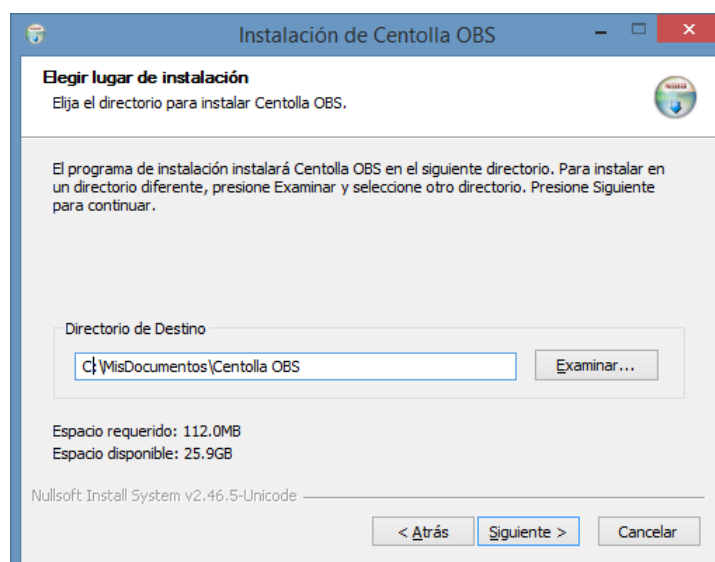 Instalación de Centolla OBS
Elegir lugar de instalación
Elija el directorio para instalar Centolla OBS.
El programa de instalación instalará Centolla OBS en el siguiente directorio. Para instalar en
un directorio diferente, presione Examinar y seleccione otro directorio. Presione Siguiente
para continuar.
Directorio de Destino
C:\MisDocumentos\Centolla OBS
Examinar...
Espacio requerido: 112.0MB
Espacio disponible: 25.9GB
Nullsoft Install System v2.46.5-Unicode
< Atrás
Siguiente >
Cancelar